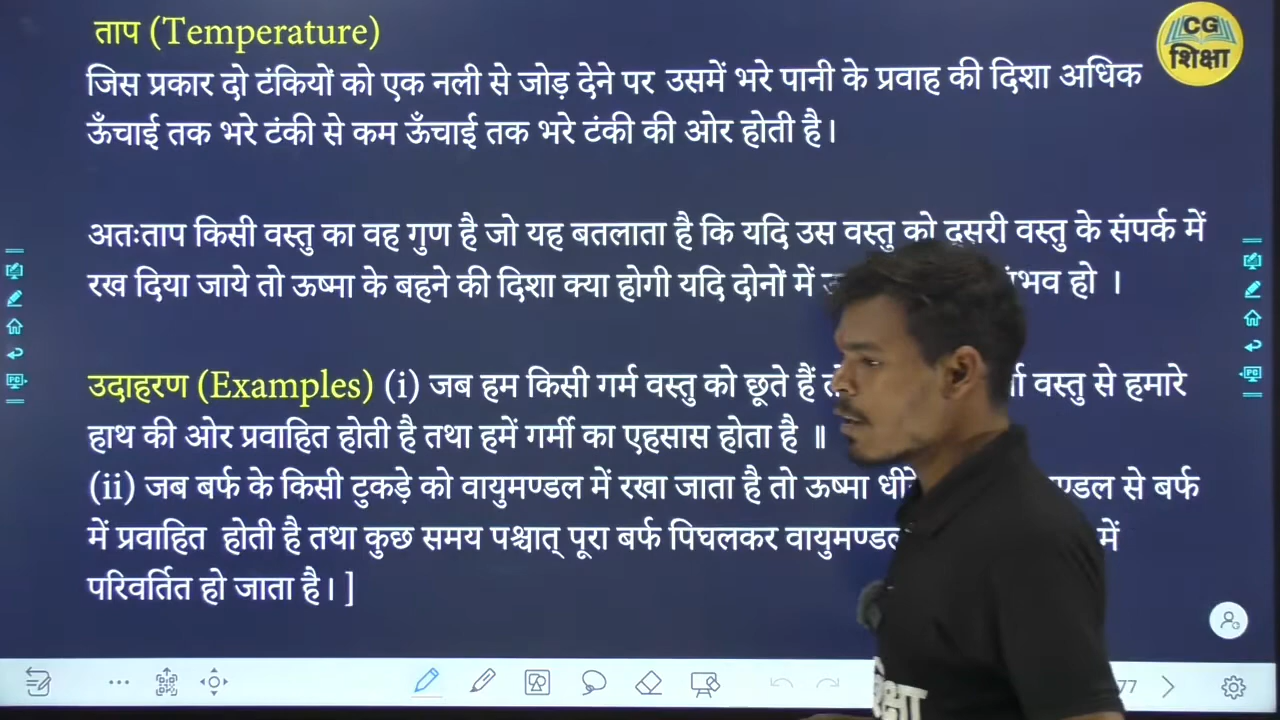 ताप (Temperature)
CG
शिक्षा
जिस प्रकार दो टंकियों को एक नली से जोड़ देने पर उसमें भरे पानी के प्रवाह की दिशा अधिक
ऊँचाई तक भरे टंकी से कम ऊँचाई तक भरे टंकी की ओर होती है।
अतःताप किसी वस्तु का वह गुण है जो यह बतलाता है कि यदि उस वस्तु को दूसरी वस्तु के संपर्क में
रख दिया जाये तो ऊष्मा के बहने की दिशा क्या होगी यदि दोनों में हो ।
उदाहरण (Examples) (i) जब हम किसी गर्म वस्तु को छूते हैं वस्तु से हमारे
हाथ की ओर प्रवाहित होती है तथा हमें गर्मी का एहसास होता है ॥
(ii) जब बर्फ के किसी टुकड़े को वायुमण्डल में रखा जाता है तो ऊष्मा से बर्फ
में प्रवाहित होती है तथा कुछ समय पश्चात् पूरा बर्फ पिघलकर में
परिवर्तित हो जाता है। ]
PC
PC
77